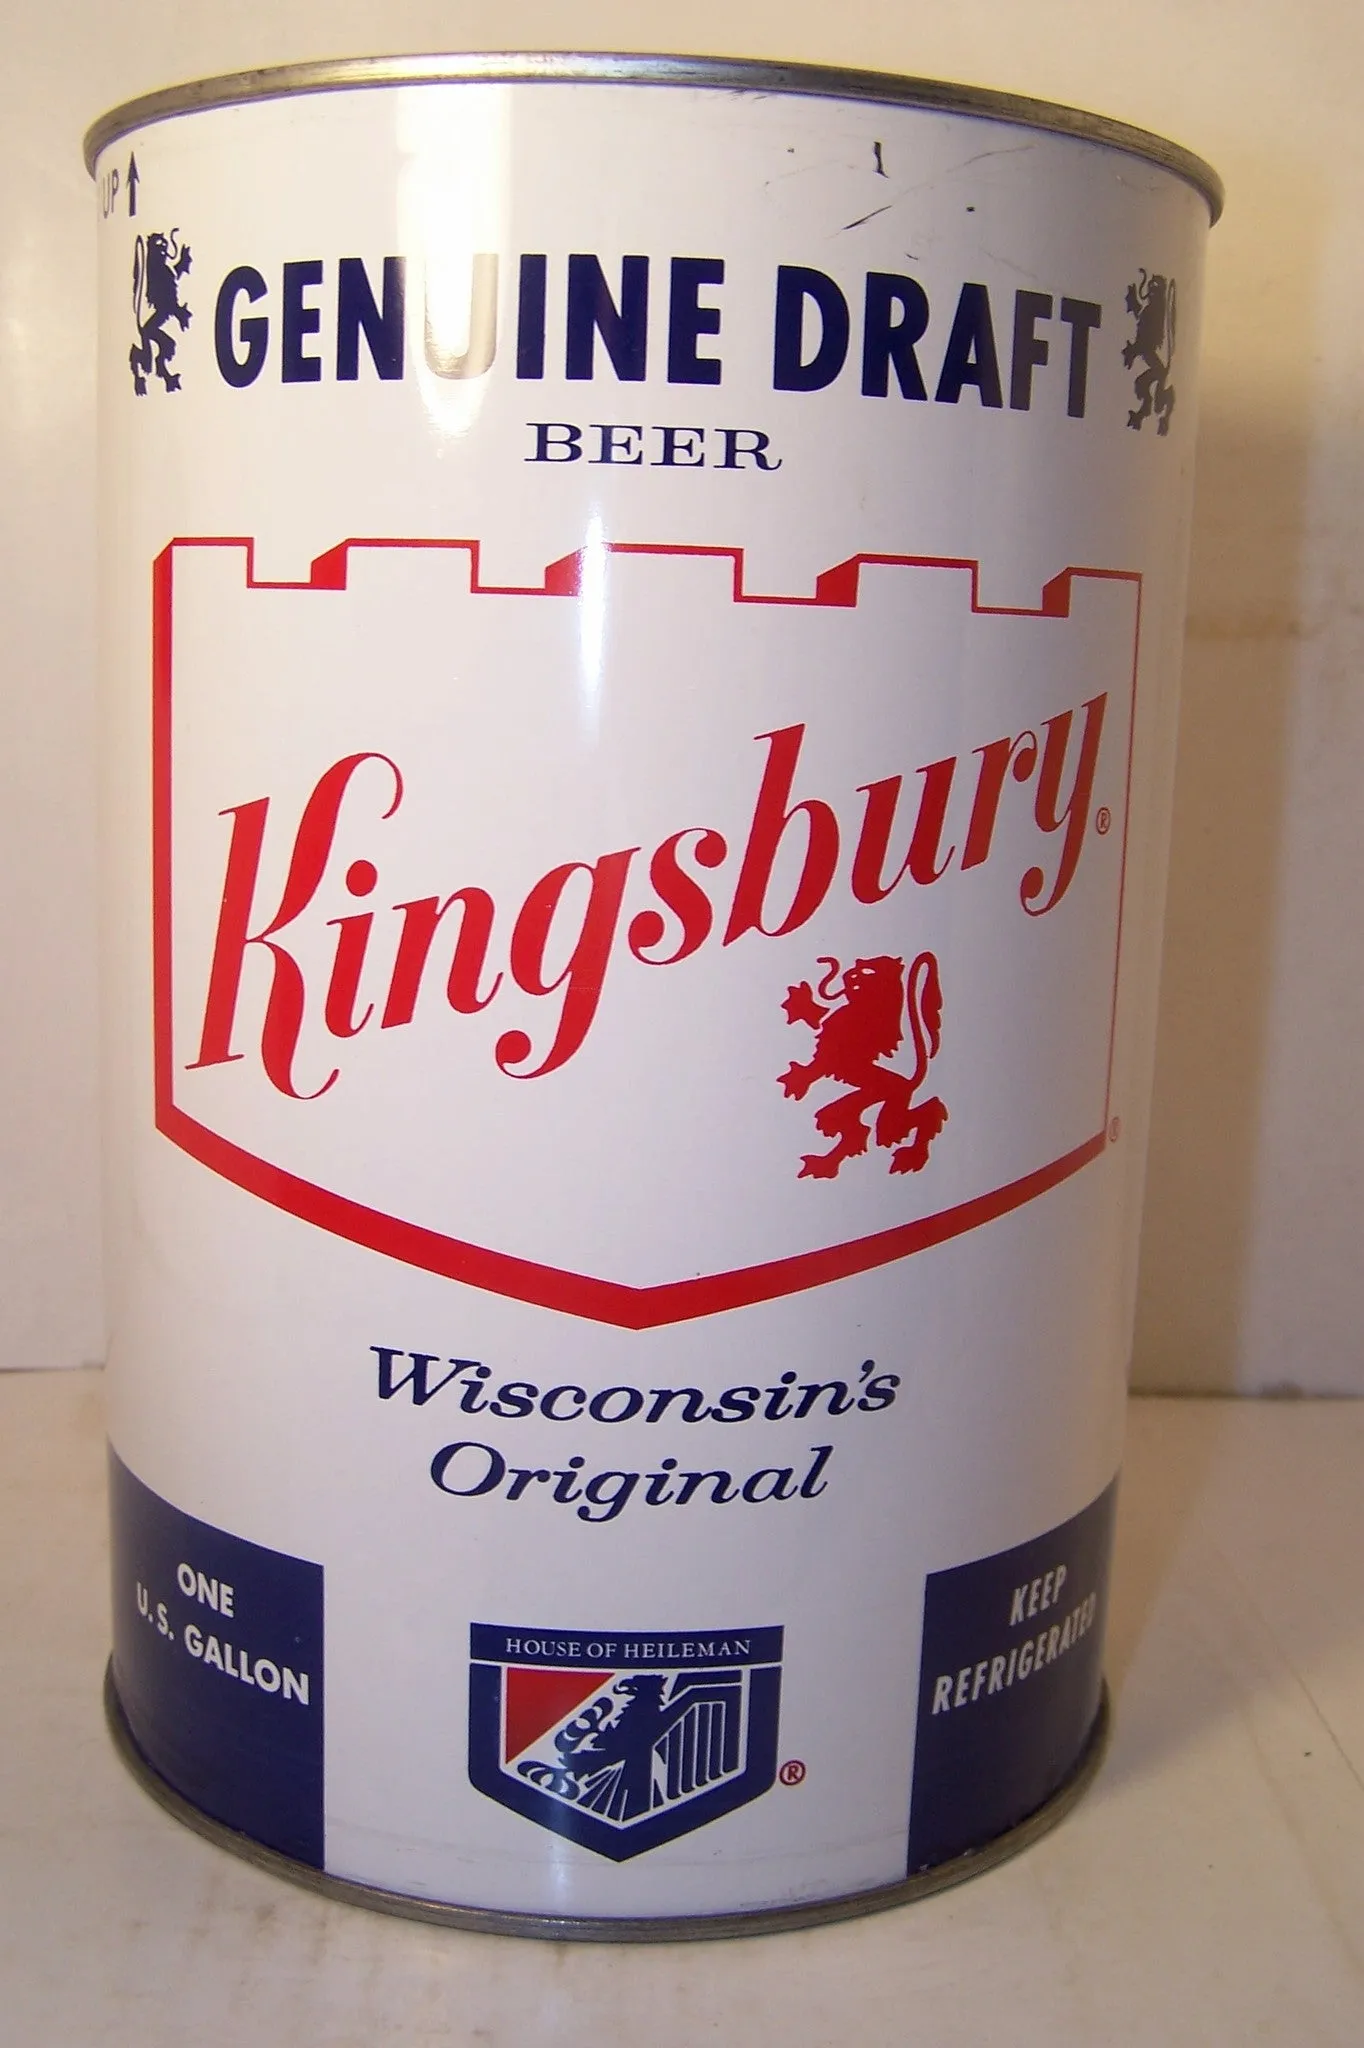 UP ↑
GENUINE DRAFT
BEER
Kingsbury®
®
Wisconsin's
Original
ONE
U.S. GALLON
HOUSE OF HEILEMAN
®
KEEP
REFRIGERATED